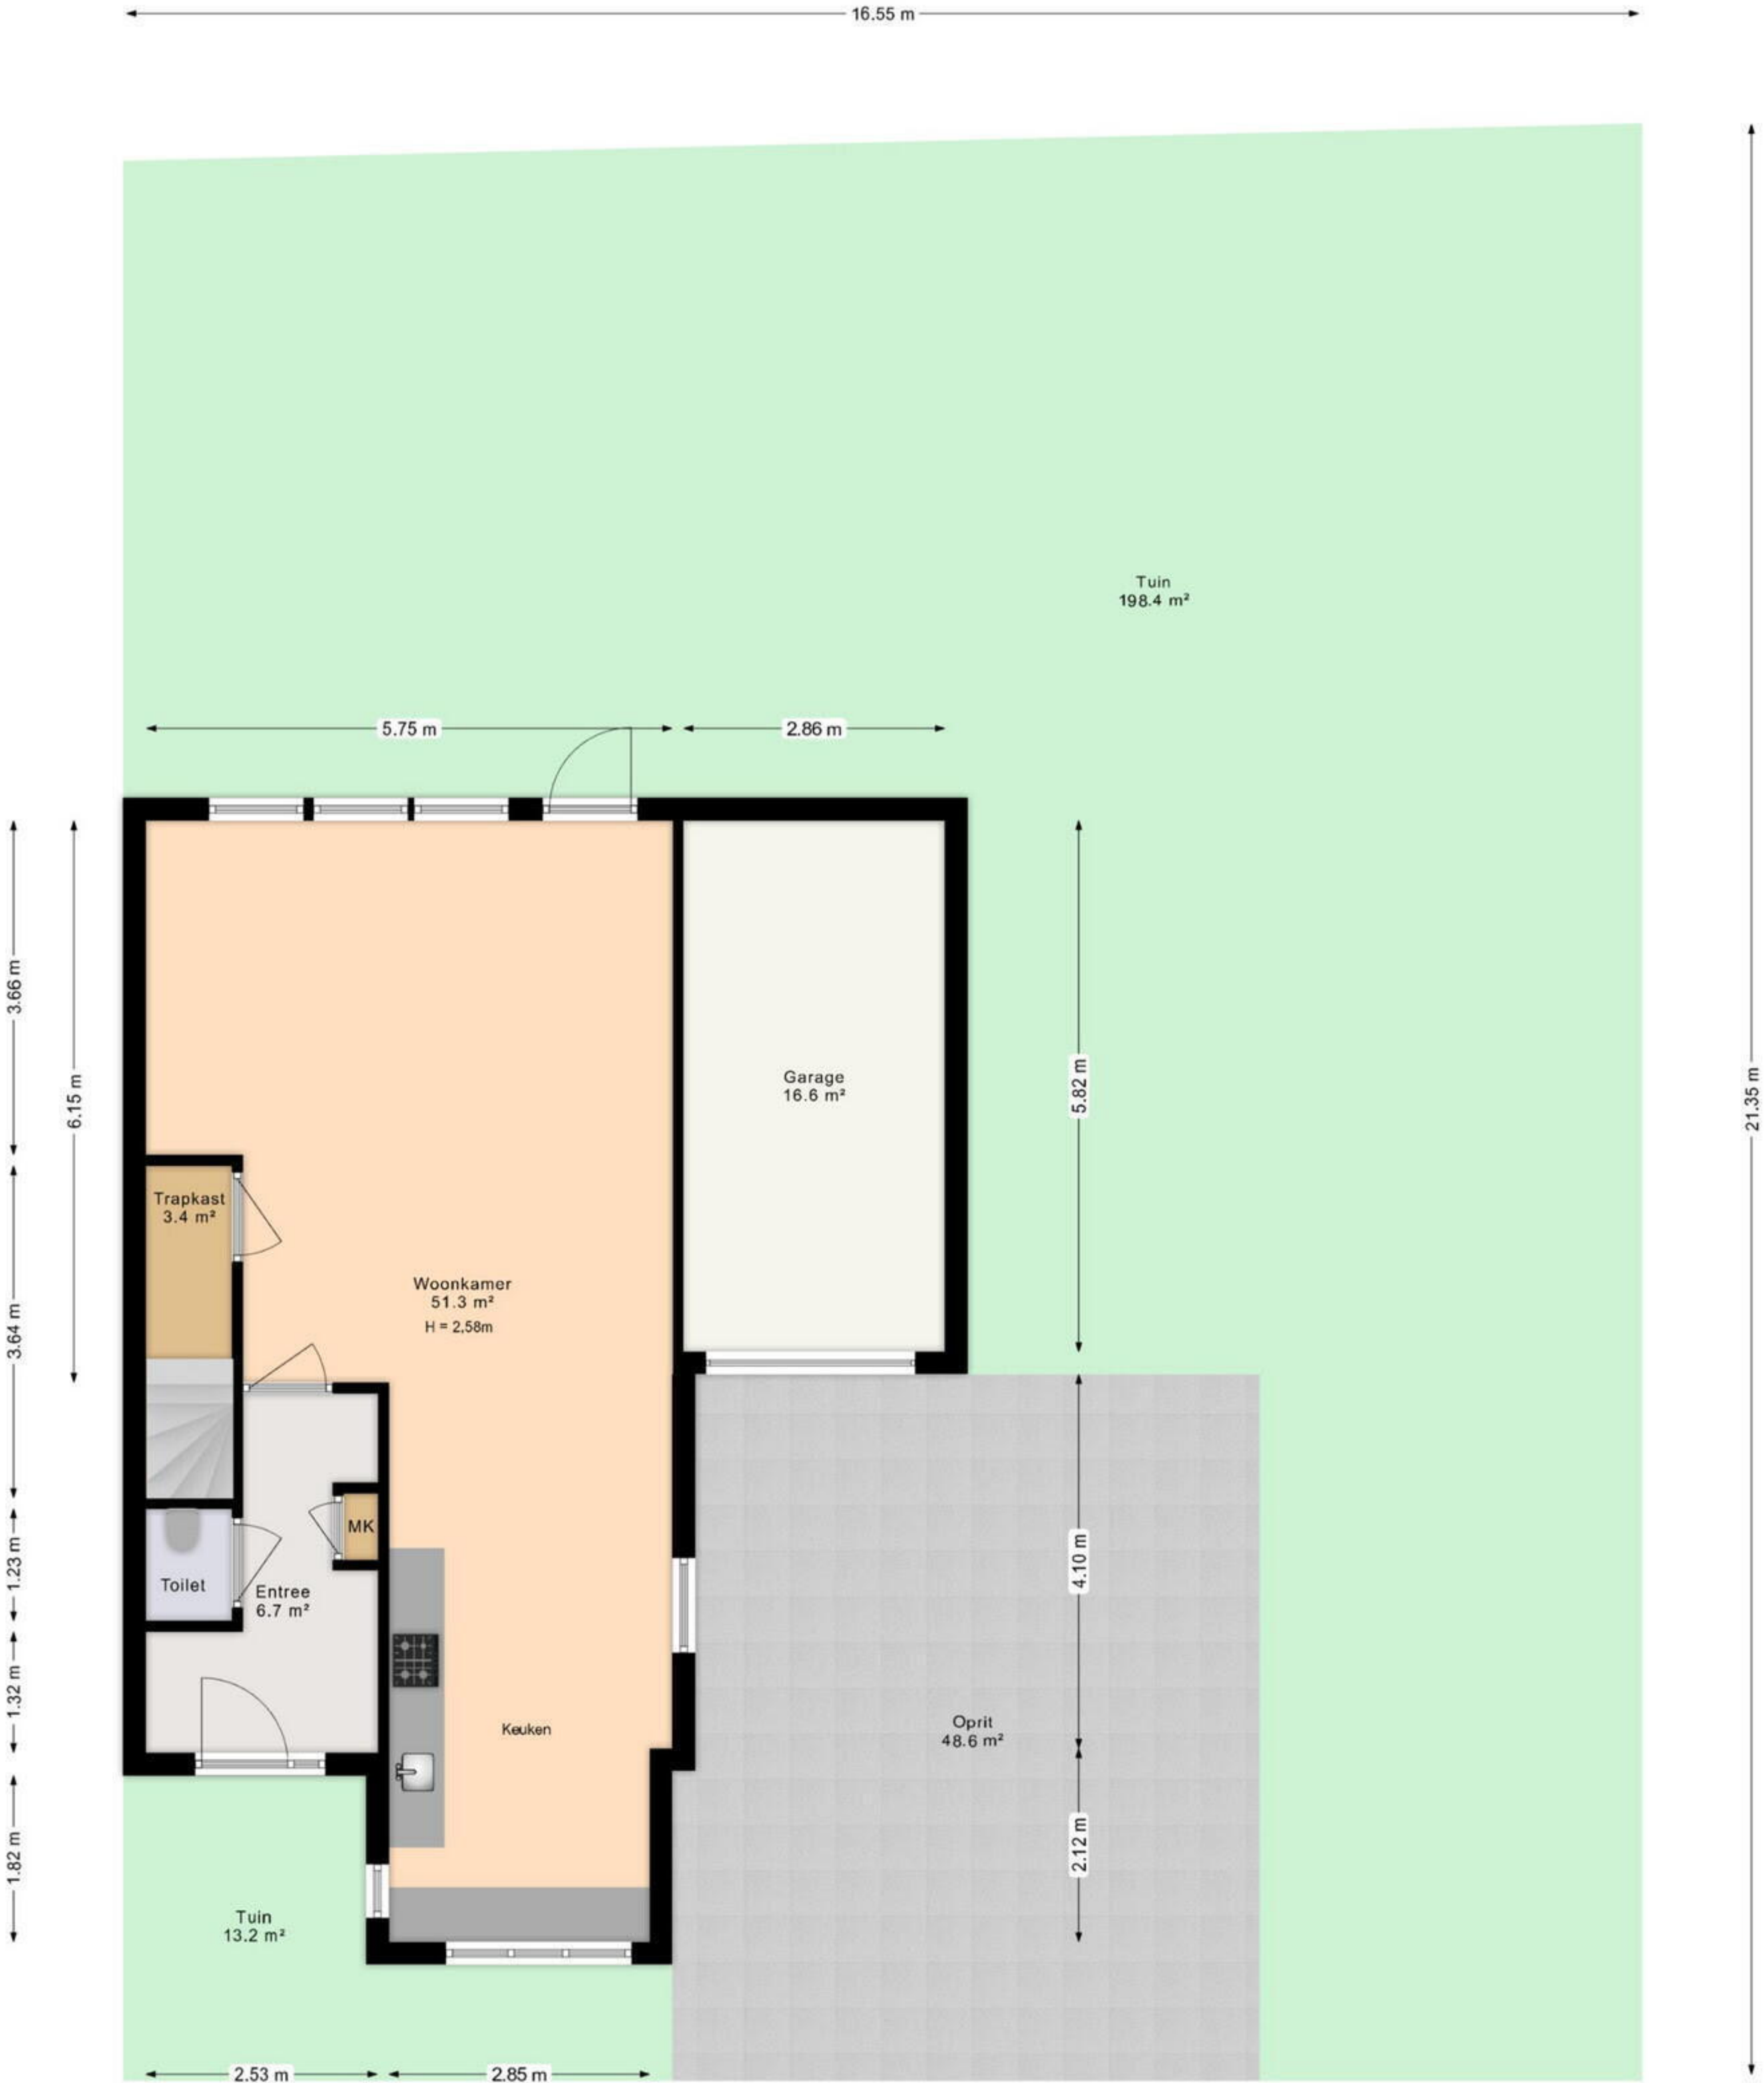 16.55 m
Tuin
198.4 m²
5.75 m
2.86 m
3.66 m
6.15 m
5.82 m
21.35 m
Garage
16.6 m²
Trapkast
3.4 m²
Woonkamer
51.3 m²
H = 2,58m
3.64 m
MK
4.10 m
1.23 m
Toilet
Entree
6.7 m²
1.32 m
Keuken
Oprit
48.6 m²
1.82 m
2.12 m
Tuin
13.2 m²
2.53 m
2.85 m